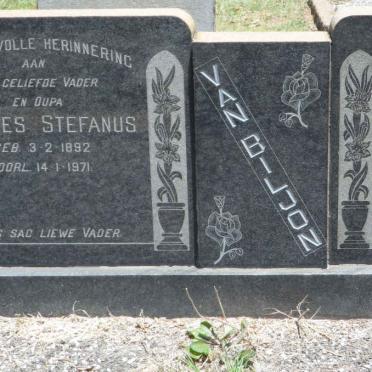 VOLLE HERINNERING
AAN
GELIEFDE VADER
EN OUPA
ES STEFANUS
GEB. 3-2-1892
OORL. 14-1-1971
S SAG LIEWE VADER
VAN BILJON